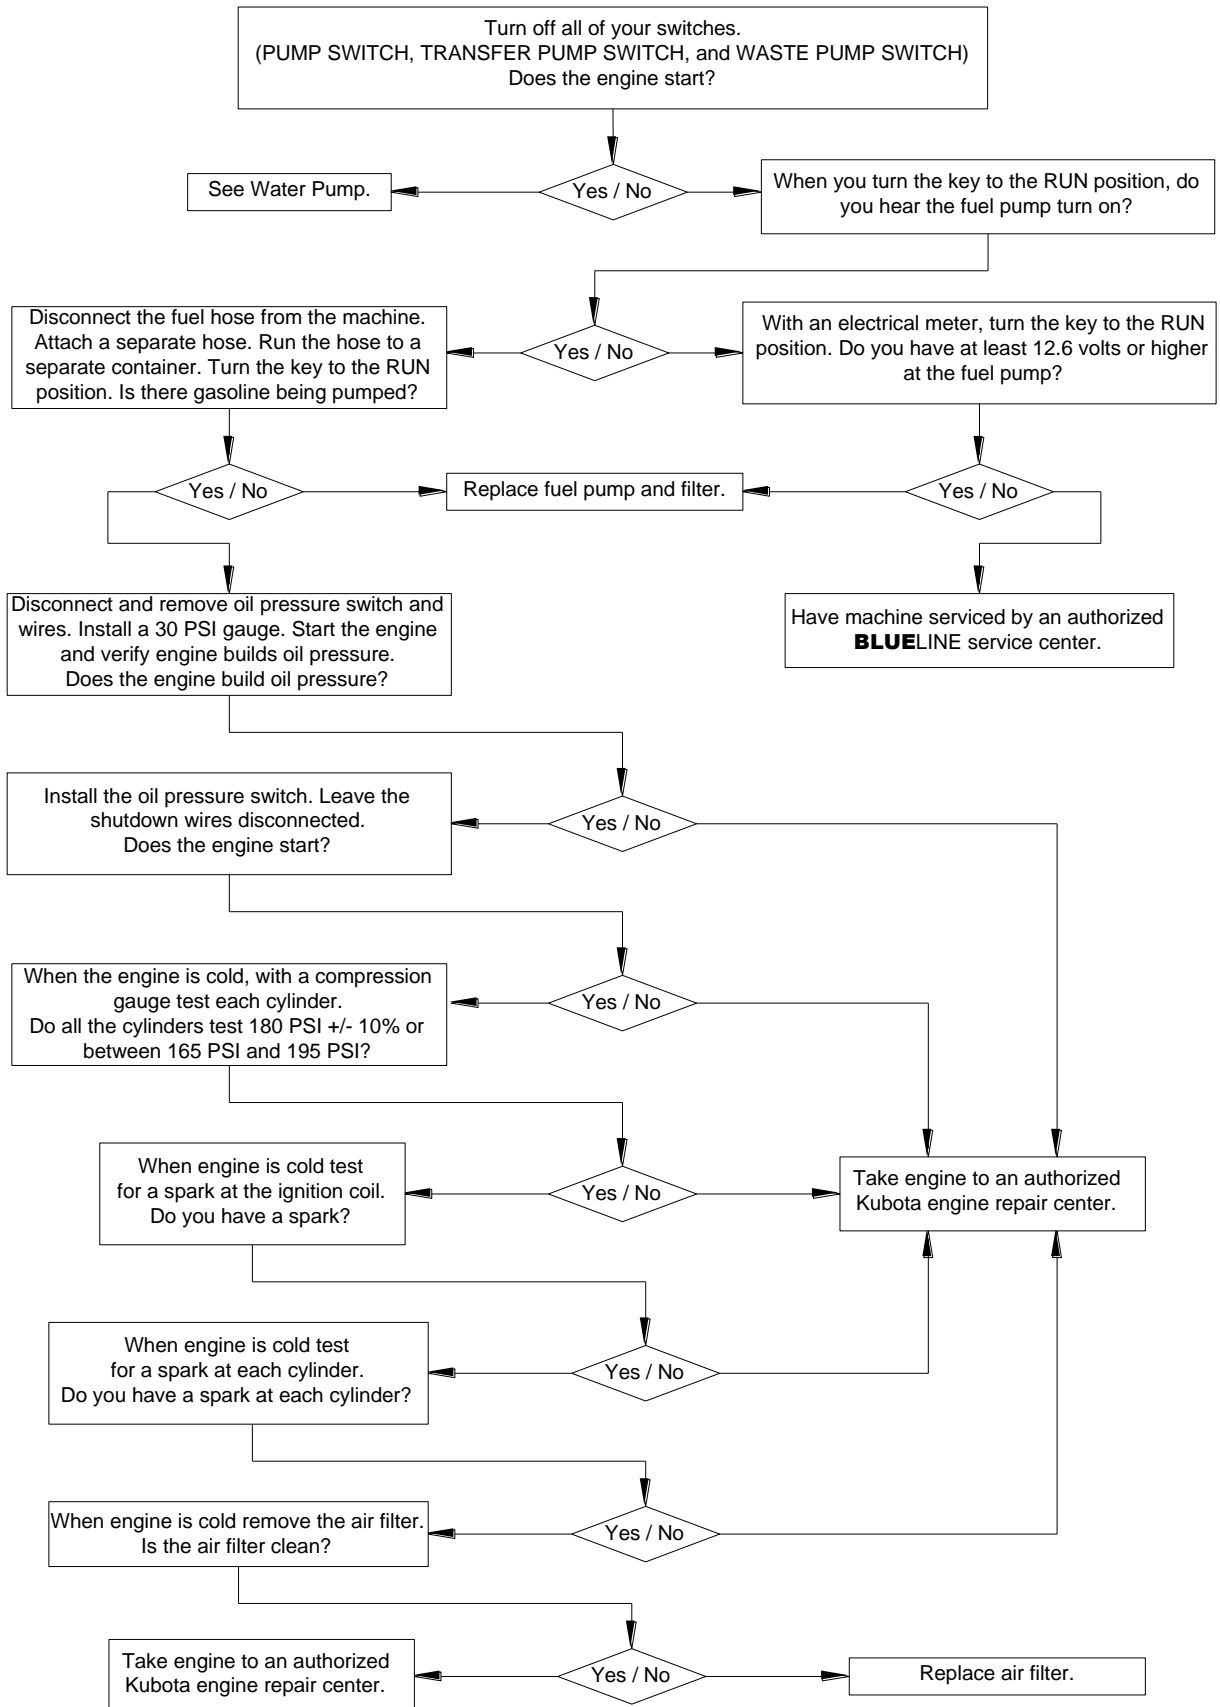 Turn off all of your switches.
(PUMP SWITCH, TRANSFER PUMP SWITCH, and WASTE PUMP SWITCH)
Does the engine start?
See Water Pump.
Yes / No
When you turn the key to the RUN position, do
you hear the fuel pump turn on?
Disconnect the fuel hose from the machine.
Attach a separate hose. Run the hose to a
separate container. Turn the key to the RUN
position. Is there gasoline being pumped?
Yes / No
With an electrical meter, turn the key to the RUN
position. Do you have at least 12.6 volts or higher
at the fuel pump?
Yes / No
Replace fuel pump and filter.
Yes / No
Disconnect and remove oil pressure switch and
wires. Install a 30 PSI gauge. Start the engine
and verify engine builds oil pressure.
Does the engine build oil pressure?
Have machine serviced by an authorized
BLUELINE service center.
Install the oil pressure switch. Leave the
shutdown wires disconnected.
Does the engine start?
Yes / No
When the engine is cold, with a compression
gauge test each cylinder.
Do all the cylinders test 180 PSI +/- 10% or
between 165 PSI and 195 PSI?
Yes / No
When engine is cold test
for a spark at the ignition coil.
Do you have a spark?
Yes / No
Take engine to an authorized
Kubota engine repair center.
When engine is cold test
for a spark at each cylinder.
Do you have a spark at each cylinder?
Yes / No
When engine is cold remove the air filter.
Is the air filter clean?
Yes / No
Take engine to an authorized
Kubota engine repair center.
Yes / No
Replace air filter.